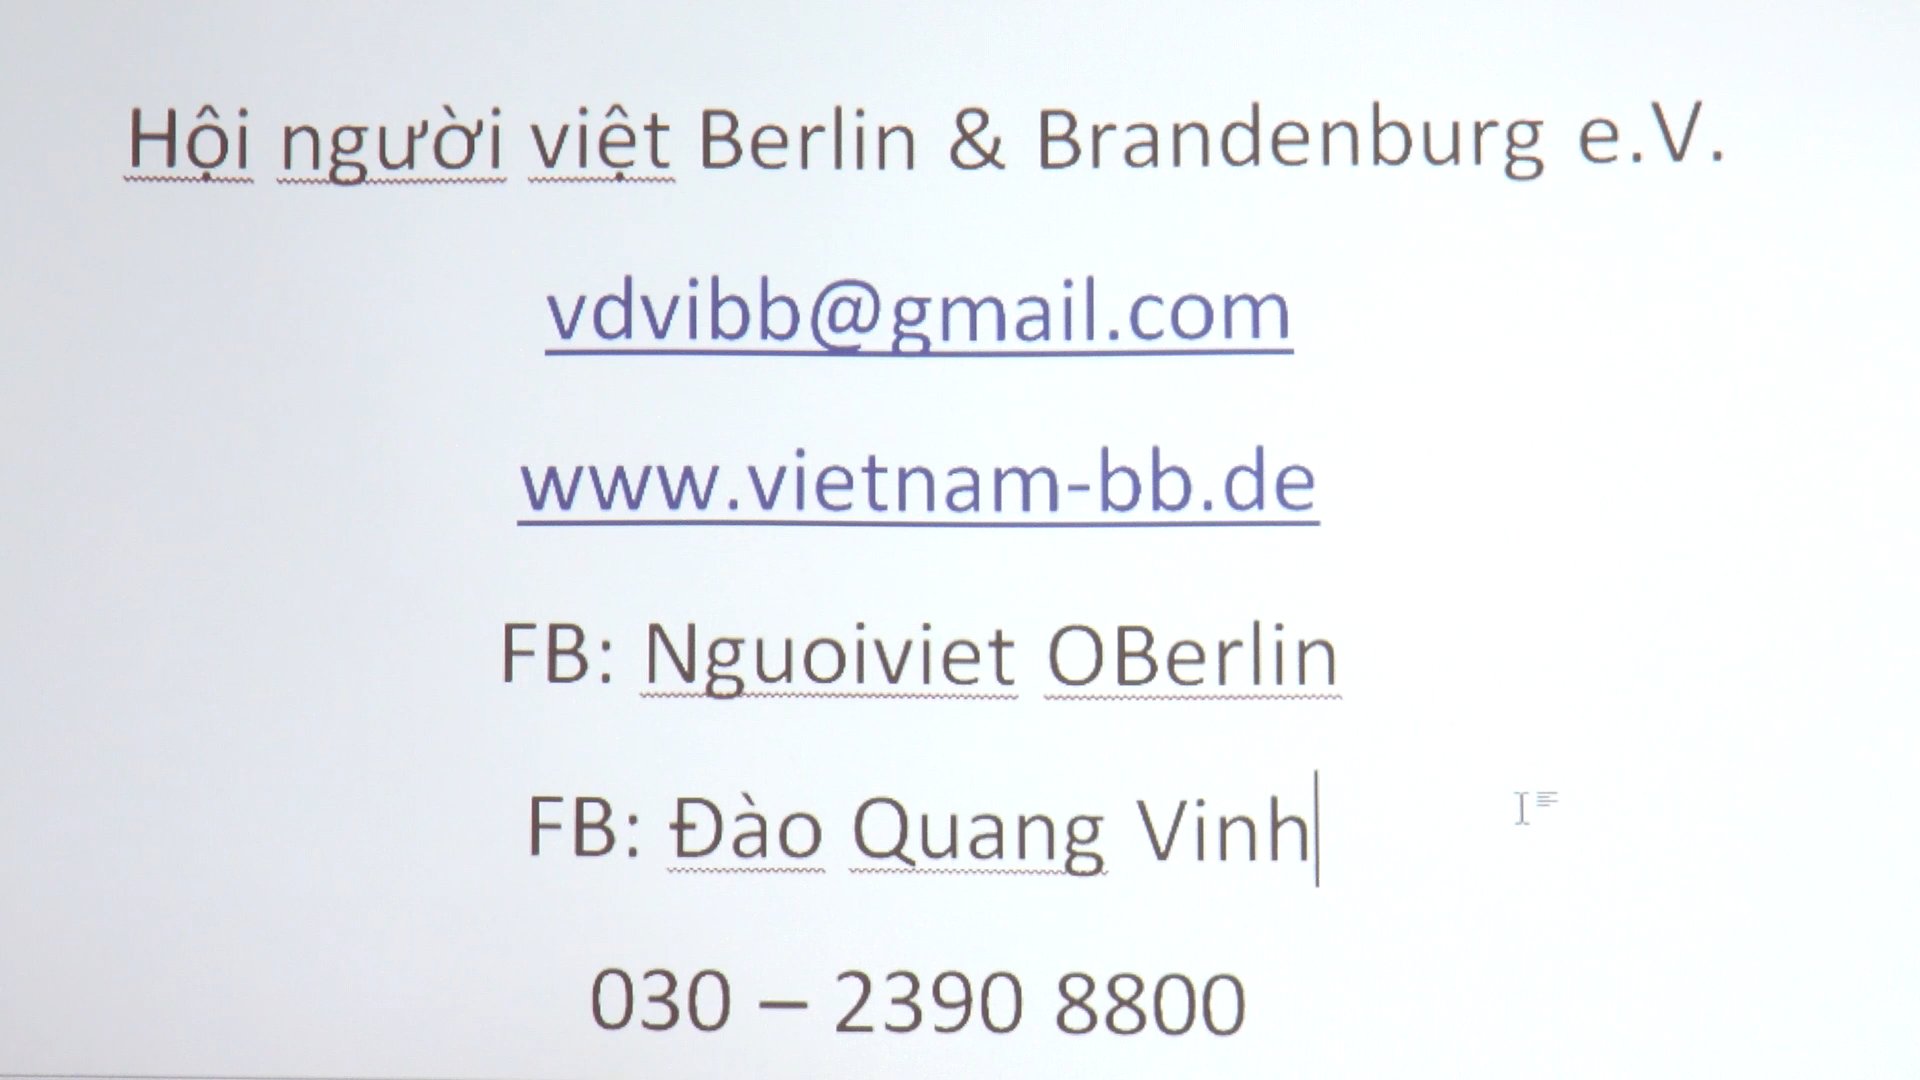 Hội người việt Berlin & Brandenburg e.V.
vdvibb@gmail.com
www.vietnam-bb.de
FB: Nguoiviet OBerlin
FB: Đào Quang Vinh
030 – 2390 8800